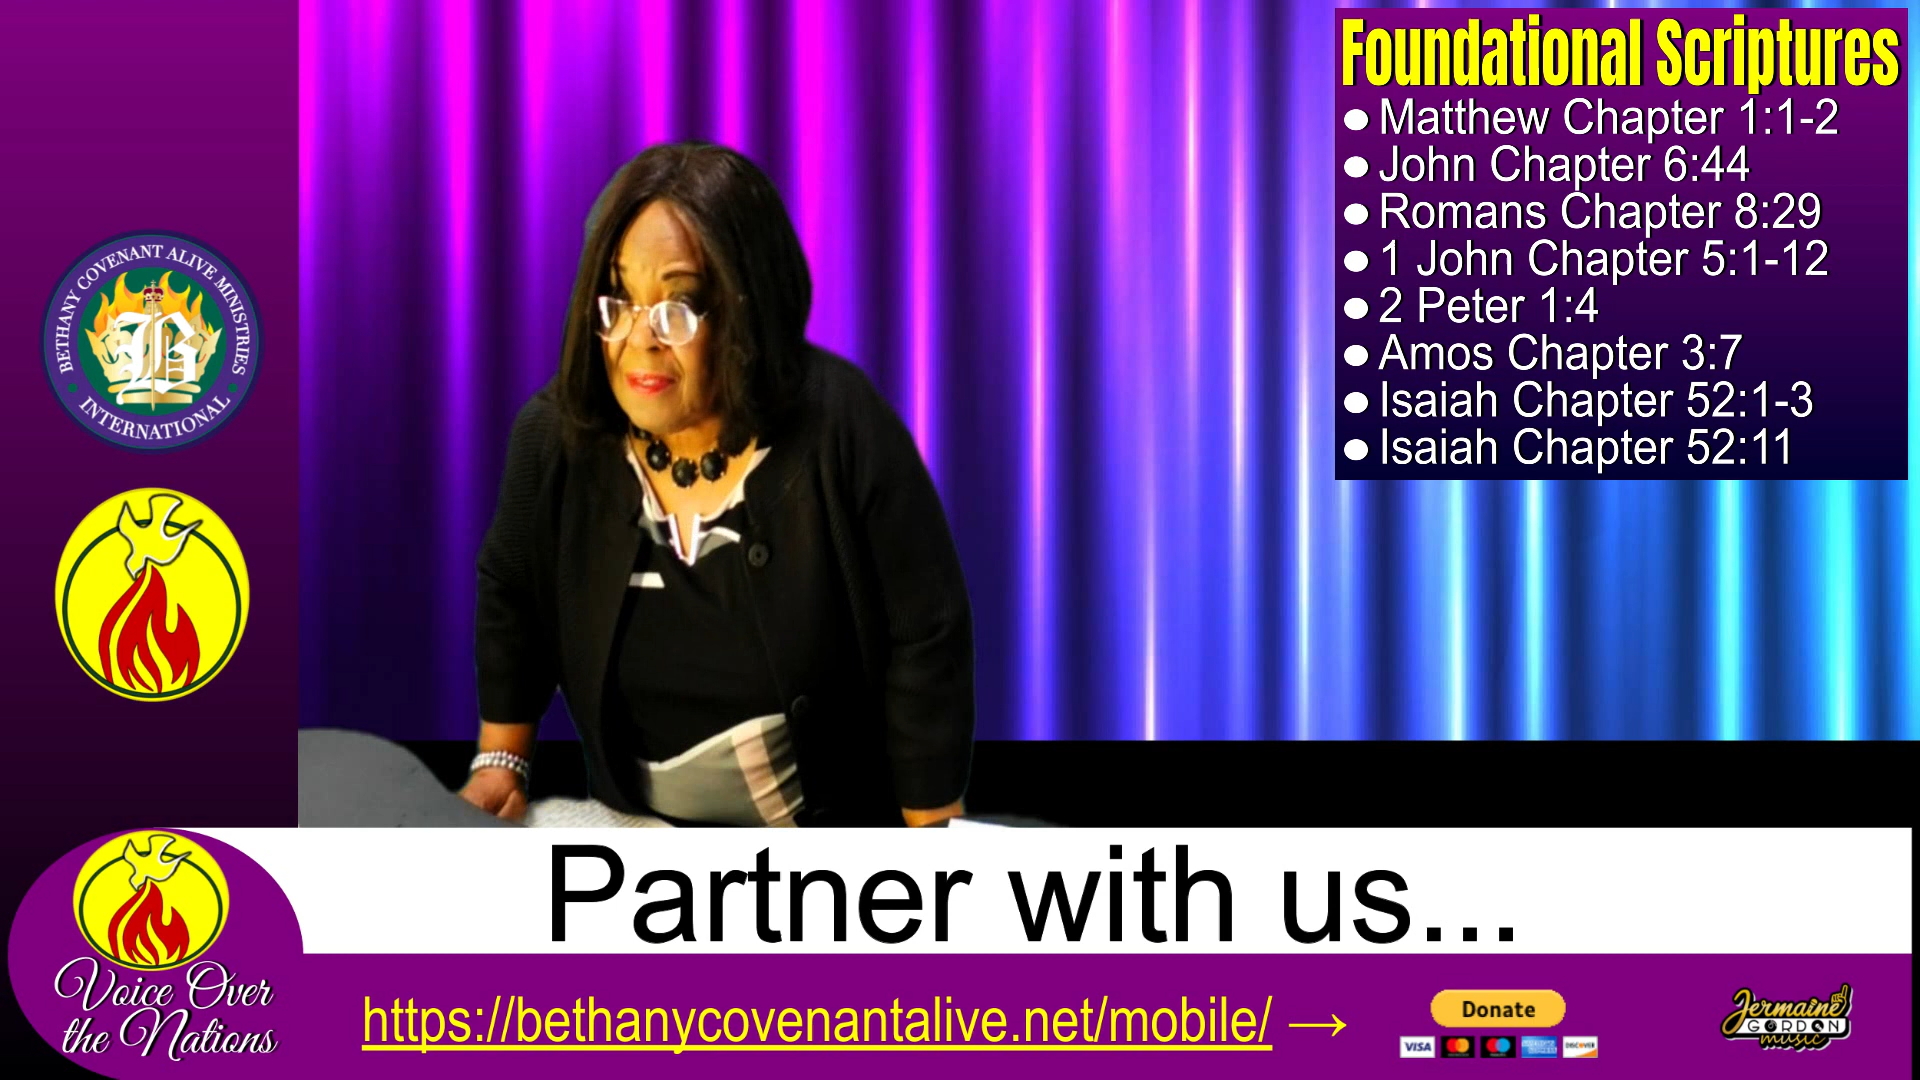 Foundational Scriptures
● Matthew Chapter 1:1-2
● John Chapter 6:44
● Romans Chapter 8:29
● 1 John Chapter 5:1-12
● 2 Peter 1:4
● Amos Chapter 3:7
● Isaiah Chapter 52:1-3
● Isaiah Chapter 52:11
BETHANY COVENANT ALIVE MINISTRIES
INTERNATIONAL
B
Partner with us...
Voice Over
the Nations
https://bethanycovenantalive.net/mobile/ →
Donate
VISA
DISCOVER
Jermaine
GORDON
music